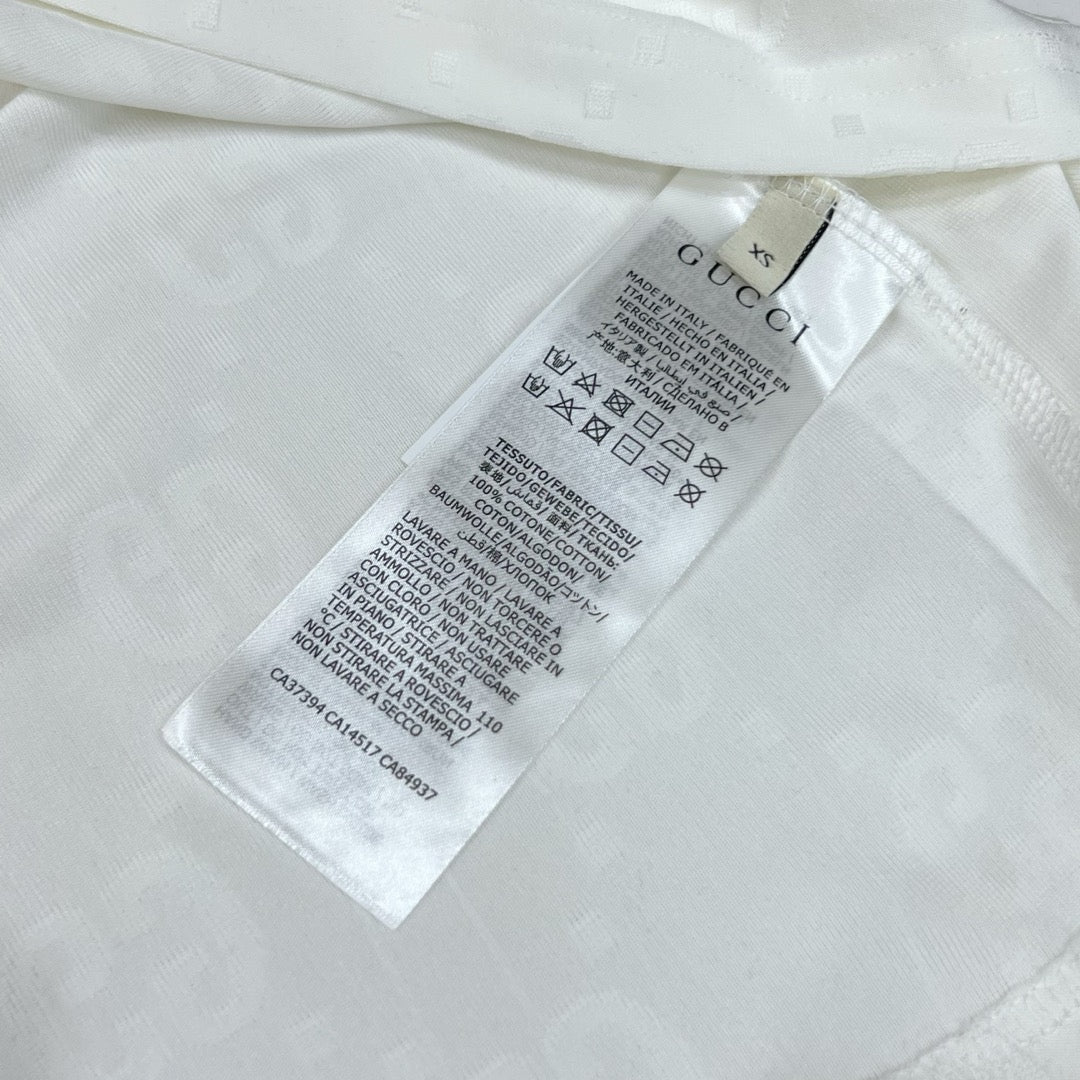 XS
GUCCI
MADE IN ITALY / FABRIQUÉ EN
ITALIE / HECHO EN ITALIA /
HERGESTELLT IN ITALIEN /
FABRICADO EM ITÁLIA /
イタリア製 / صنع في إيطاليا /
产地:意大利 / СДЕЛАНО В
ИТАЛИИ
TESSUTO/FABRIC/TISSU/
TEJIDO/GEWEBE/TECIDO/
表地/قماش/面料/ТКАНЬ:
100% COTONE/COTTON/
COTON/ALGODON/
BAUMWOLLE/ALGODÃO/コットン/
قطن/棉/ХЛОПОК
LAVARE A MANO / LAVARE A
ROVESCIO / NON TORCERE O
STRIZZARE / NON LASCIARE IN
AMMOLLO / NON TRATTARE
CON CLORO / NON USARE
ASCIUGATRICE / ASCIUGARE
IN PIANO / STIRARE A
TEMPERATURA MASSIMA 110
°C / STIRARE A ROVESCIO /
NON STIRARE LA STAMPA /
NON LAVARE A SECCO
CA37394 CA14517 CA84937